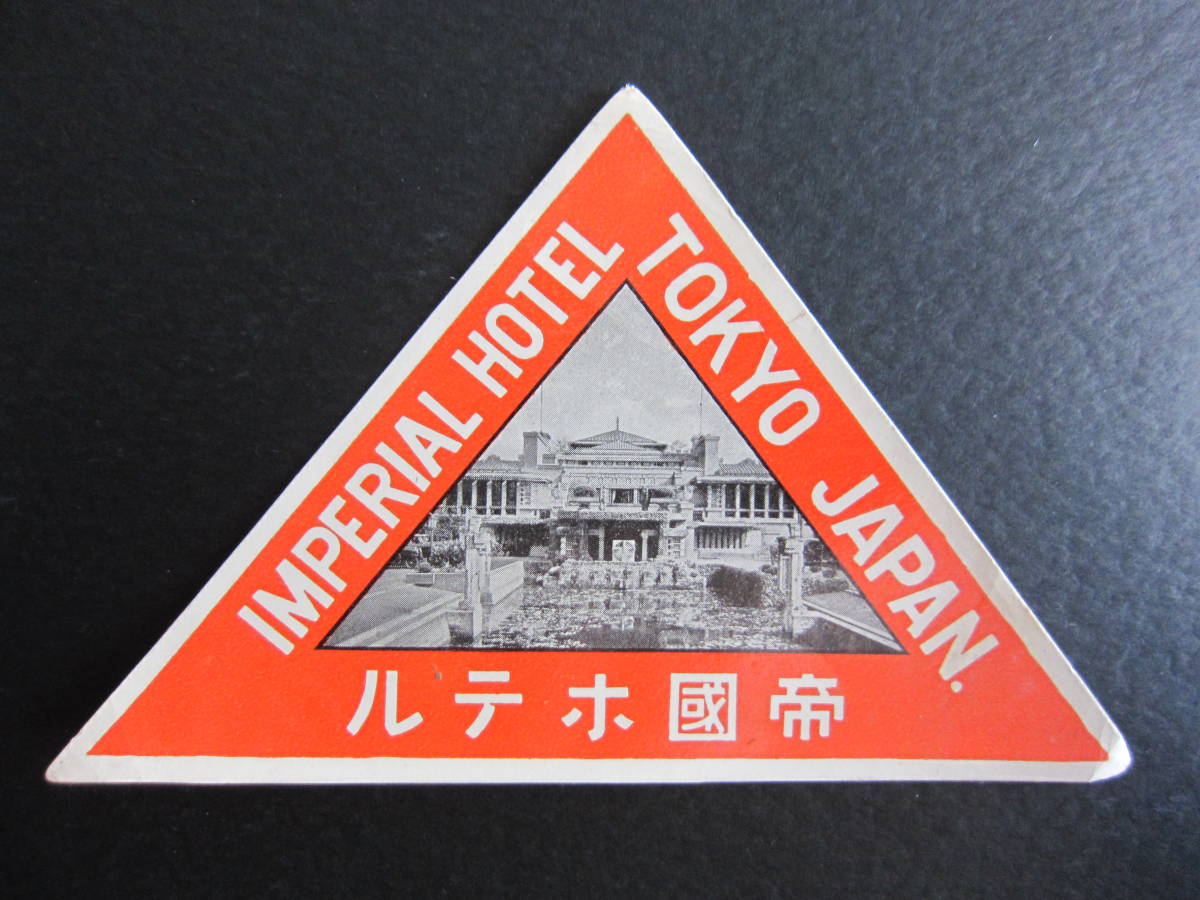 IMPERIAL HOTEL
TOKYO JAPAN.
帝國ホテル